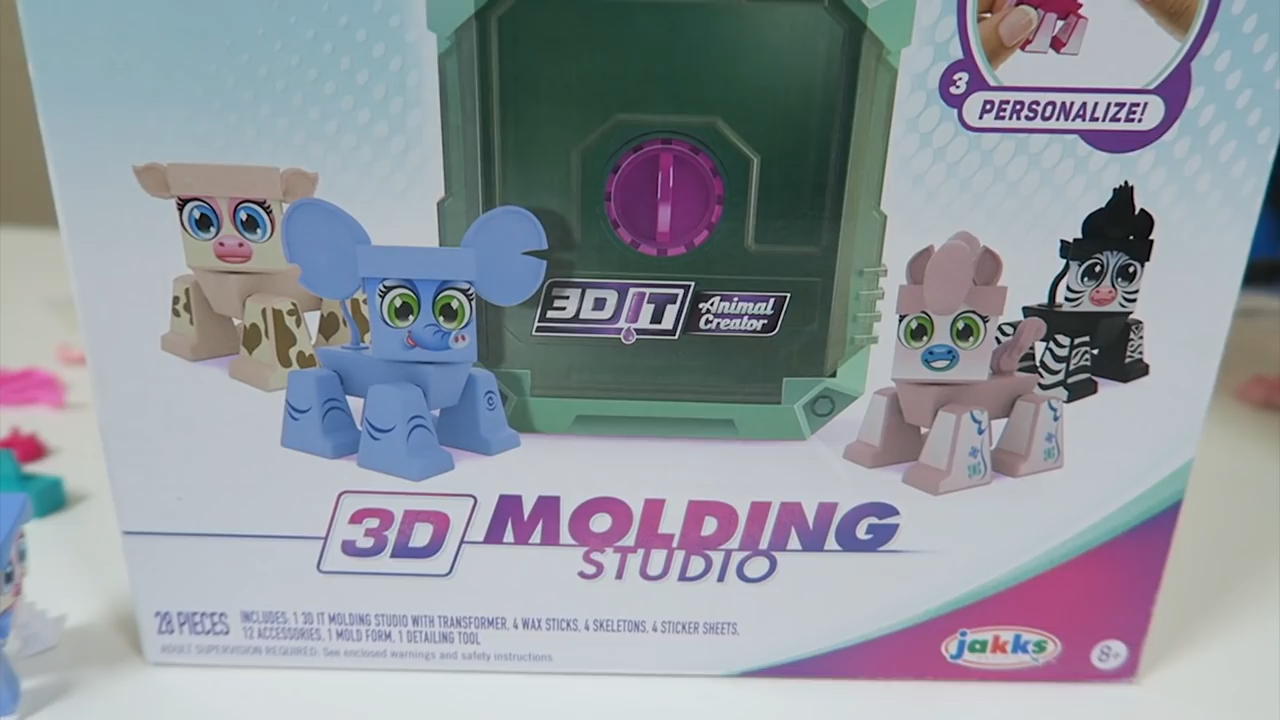 3 PERSONALIZE!
3D IT Animal Creator
3D MOLDING
STUDIO
28 PIECES
INCLUDES: 1 3D IT MOLDING STUDIO WITH TRANSFORMER, 4 WAX STICKS, 4 SKELETONS, 4 STICKER SHEETS,
12 ACCESSORIES, 1 MOLD FORM, 1 DETAILING TOOL
ADULT SUPERVISION REQUIRED: See enclosed warnings and safety instructions
jakks
8+